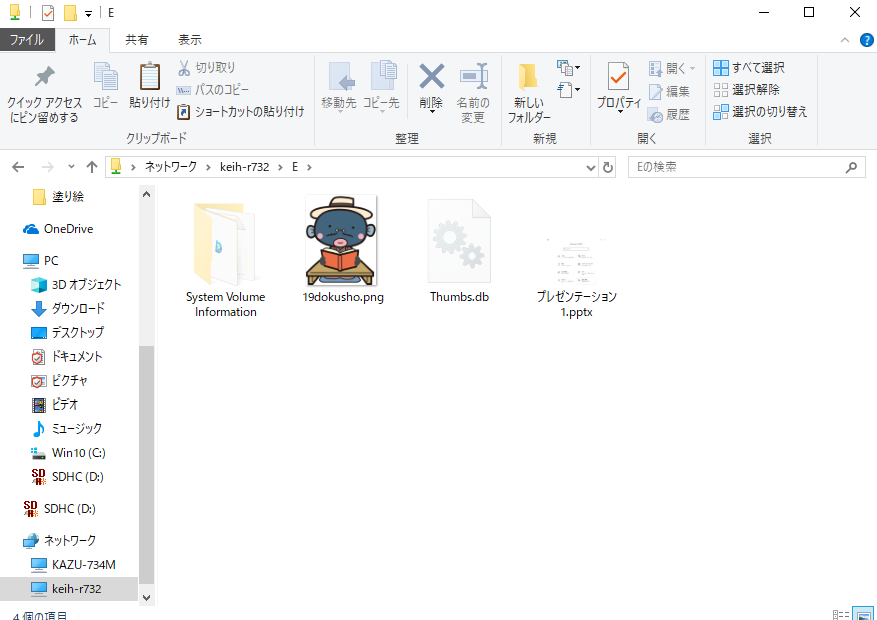 E
ファイル
ホーム
共有
表示
クイック アクセス
にピン留めする
コピー
貼り付け
切り取り
パスのコピー
ショートカットの貼り付け
クリップボード
移動先
コピー先
削除
名前の
変更
整理
新しい
フォルダー
新規
プロパティ
開く
編集
履歴
開く
すべて選択
選択解除
選択の切り替え
選択
ネットワーク > keih-r732 > E >
Eの検索
塗り絵
OneDrive
PC
3D オブジェクト
ダウンロード
デスクトップ
ドキュメント
ピクチャ
ビデオ
ミュージック
Win10 (C:)
SDHC (D:)
SDHC (D:)
ネットワーク
KAZU-734M
keih-r732
System Volume
Information
19dokusho.png
Thumbs.db
プレゼンテーション
1.pptx
4 個の項目